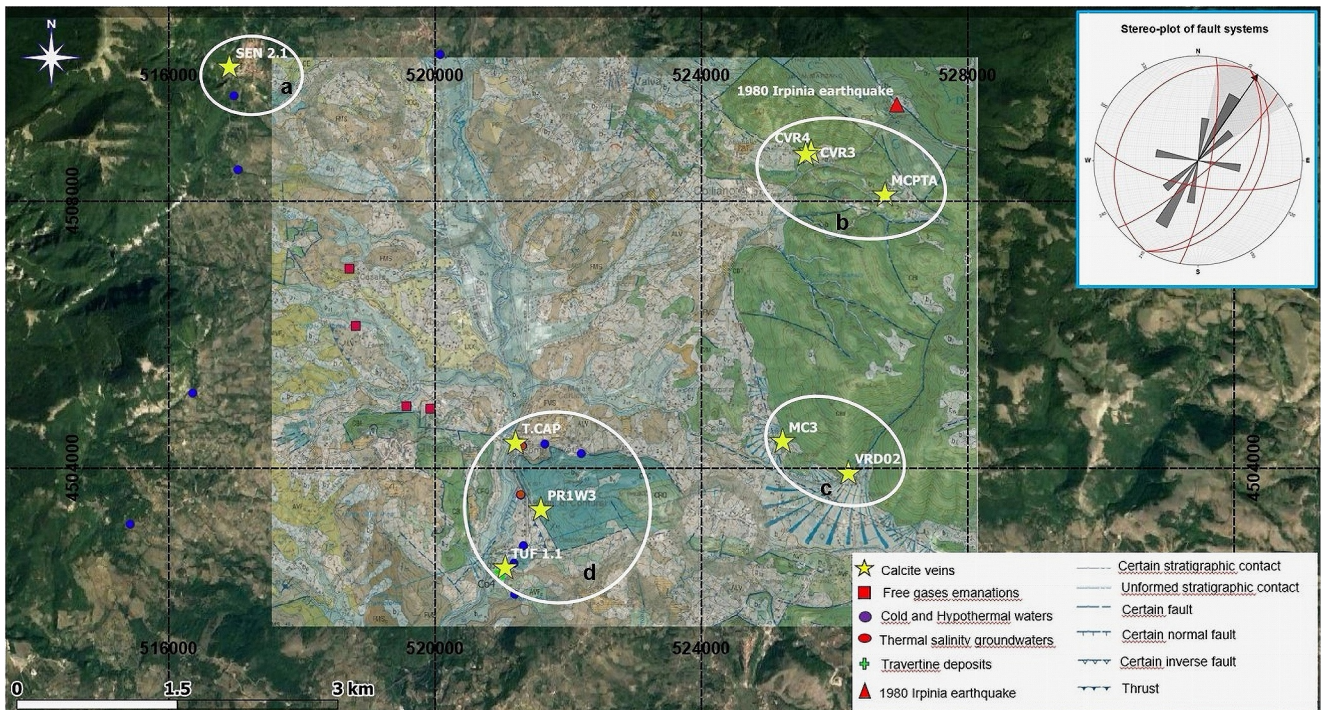 N
SEN 2.1
a
516000
520000
524000
528000
1980 Irpinia earthquake
CVR4
CVR3
MCPTA
b
4508000
Stereo-plot of fault systems
N
W
E
S
T.CAP
PR1W3
TUF 1.1
d
MC3
VRD02
c
4504000
4504000
516000
520000
524000
0
1.5
3 km
Calcite veins
Free gases emanations
Cold and Hypothermal waters
Thermal salinity groundwaters
Travertine deposits
1980 Irpinia earthquake
Certain stratigraphic contact
Unformed stratigraphic contact
Certain fault
Certain normal fault
Certain inverse fault
Thrust